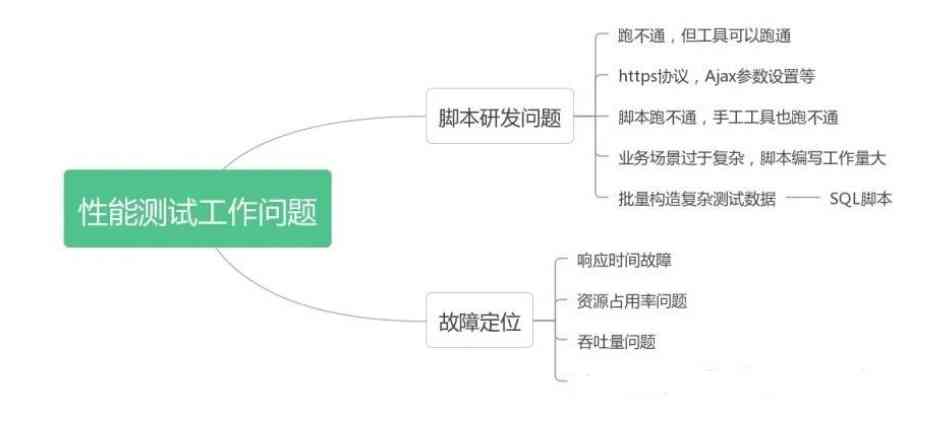 性能测试工作问题
脚本研发问题
跑不通，但工具可以跑通
https协议，Ajax参数设置等
脚本跑不通，手工工具也跑不通
业务场景过于复杂，脚本编写工作量大
批量构造复杂测试数据
SQL脚本
故障定位
响应时间故障
资源占用率问题
吞吐量问题